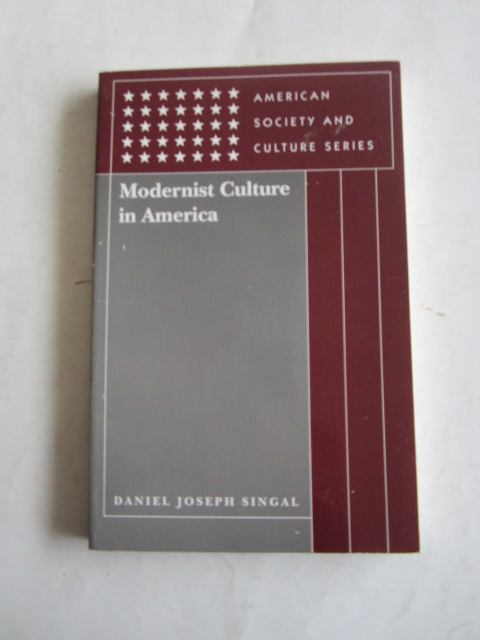 AMERICAN
SOCIETY AND
CULTURE SERIES
Modernist Culture
in America
DANIEL JOSEPH SINGAL